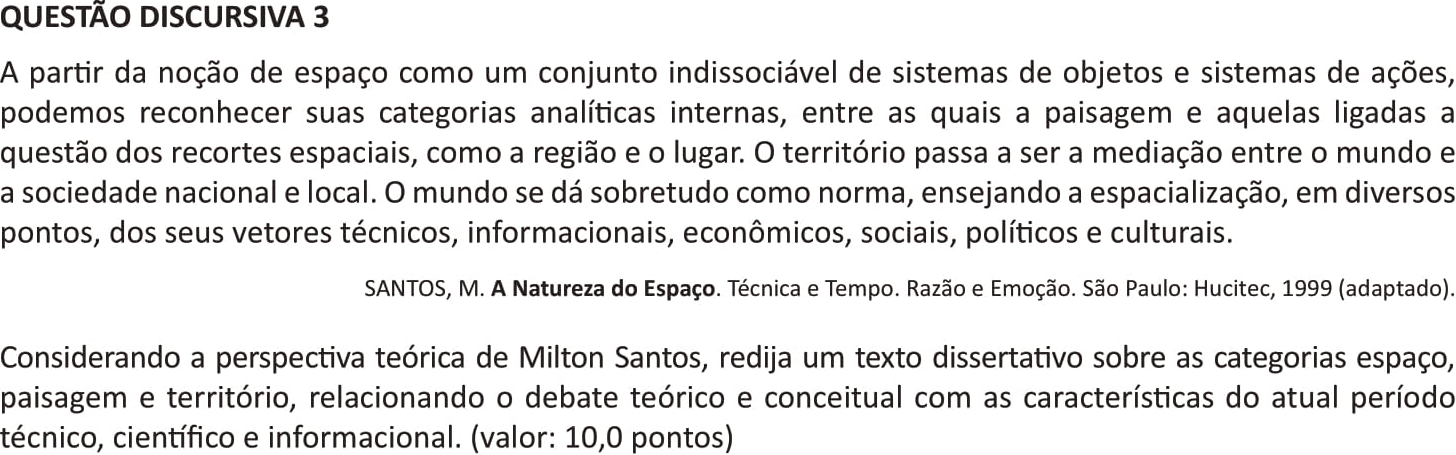 QUESTÃO DISCURSIVA 3
A partir da noção de espaço como um conjunto indissociável de sistemas de objetos e sistemas de ações,
podemos reconhecer suas categorias analíticas internas, entre as quais a paisagem e aquelas ligadas a
questão dos recortes espaciais, como a região e o lugar. O território passa a ser a mediação entre o mundo e
a sociedade nacional e local. O mundo se dá sobretudo como norma, ensejando a espacialização, em diversos
pontos, dos seus vetores técnicos, informacionais, econômicos, sociais, políticos e culturais.
SANTOS, M. A Natureza do Espaço. Técnica e Tempo. Razão e Emoção. São Paulo: Hucitec, 1999 (adaptado).
Considerando a perspectiva teórica de Milton Santos, redija um texto dissertativo sobre as categorias espaço,
paisagem e território, relacionando o debate teórico e conceitual com as características do atual período
técnico, científico e informacional. (valor: 10,0 pontos)